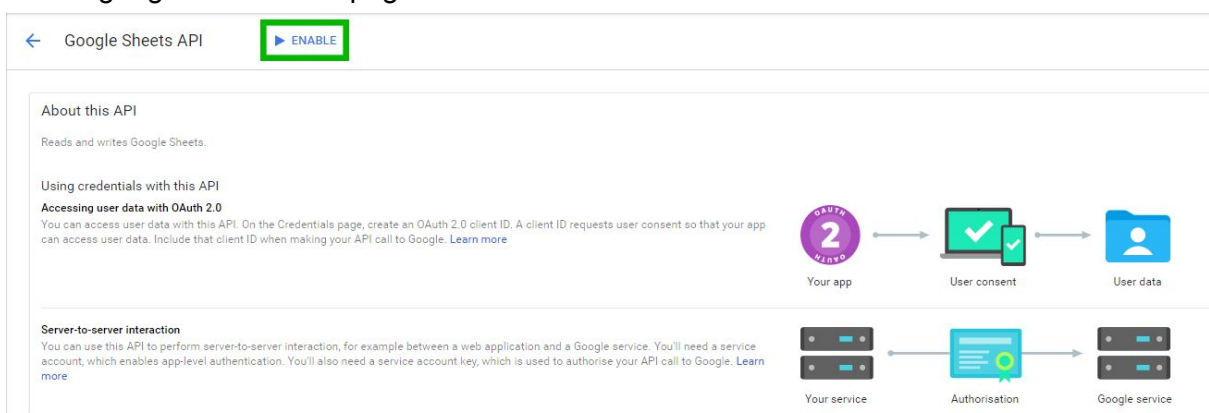 Google Sheets API
ENABLE
About this API
Reads and writes Google Sheets.
Using credentials with this API
Accessing user data with OAuth 2.0
You can access user data with this API. On the Credentials page, create an OAuth 2.0 client ID. A client ID requests user consent so that your app
can access user data. Include that client ID when making your API call to Google. Learn more
OAUTH
2
OAUTH
Your app
User consent
User data
Server-to-server interaction
You can use this API to perform server-to-server interaction, for example between a web application and a Google service. You'll need a service
account, which enables app-level authentication. You'll also need a service account key, which is used to authorise your API call to Google. Learn
more
Your service
Authorisation
Google service